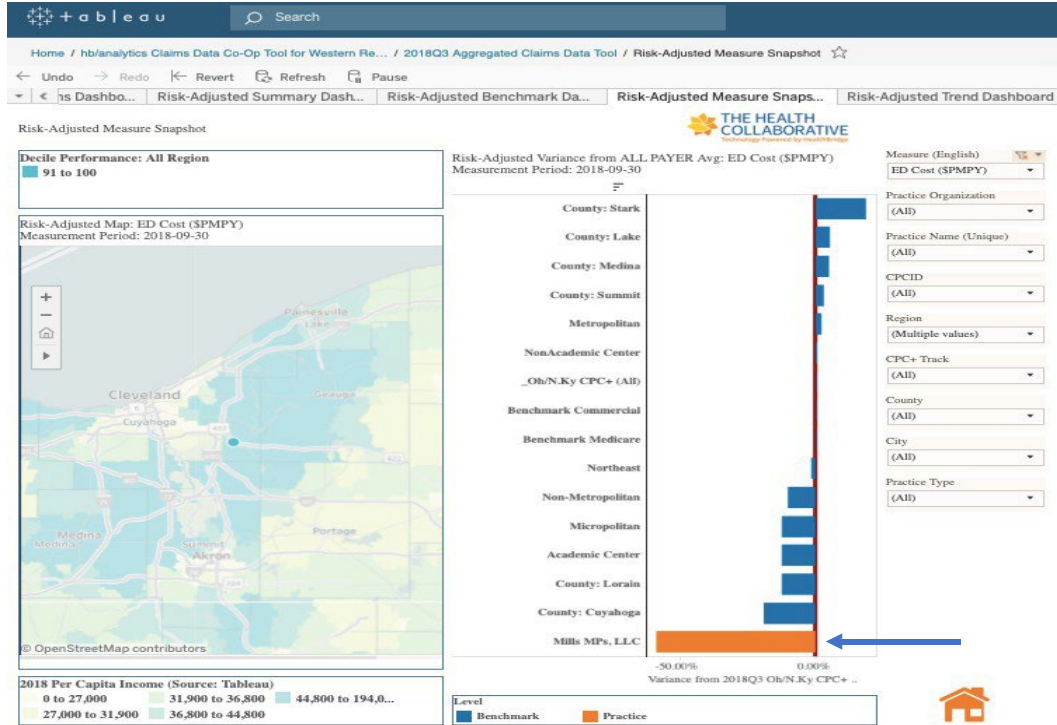 +ableau
Search
Home / hb/analytics Claims Data Co-Op Tool for Western Re... / 2018Q3 Aggregated Claims Data Tool / Risk-Adjusted Measure Snapshot
Undo Redo Revert Refresh Pause
ns Dashbo... Risk-Adjusted Summary Dash... Risk-Adjusted Benchmark Da... Risk-Adjusted Measure Snaps... Risk-Adjusted Trend Dashboard
Risk-Adjusted Measure Snapshot
THE HEALTH
COLLABORATIVE
Technology Powered by HealthBridge
Decile Performance: All Region
91 to 100
Risk-Adjusted Map: ED Cost ($PMPY)
Measurement Period: 2018-09-30
Painesville
Lake
Cleveland
Cuyahoga
Geauga
422
422
Medina
Medina
Summit
Akron
Portage
224
© OpenStreetMap contributors
2018 Per Capita Income (Source: Tableau)
0 to 27,000 31,900 to 36,800 44,800 to 194,0...
27,000 to 31,900 36,800 to 44,800
Risk-Adjusted Variance from ALL PAYER Avg: ED Cost ($PMPY)
Measurement Period: 2018-09-30
County: Stark
County: Lake
County: Medina
County: Summit
Metropolitan
NonAcademic Center
_Oh/N.Ky CPC+ (All)
Benchmark Commercial
Benchmark Medicare
Northeast
Non-Metropolitan
Micropolitan
Academic Center
County: Lorain
County: Cuyahoga
Mills MPs, LLC
-50.00% 0.00%
Variance from 2018Q3 Oh/N.Ky CPC+ ..
Level
Benchmark Practice
Measure (English)
ED Cost ($PMPY)
Practice Organization
(All)
Practice Name (Unique)
(All)
CPCID
(All)
Region
(Multiple values)
CPC+ Track
(All)
County
(All)
City
(All)
Practice Type
(All)